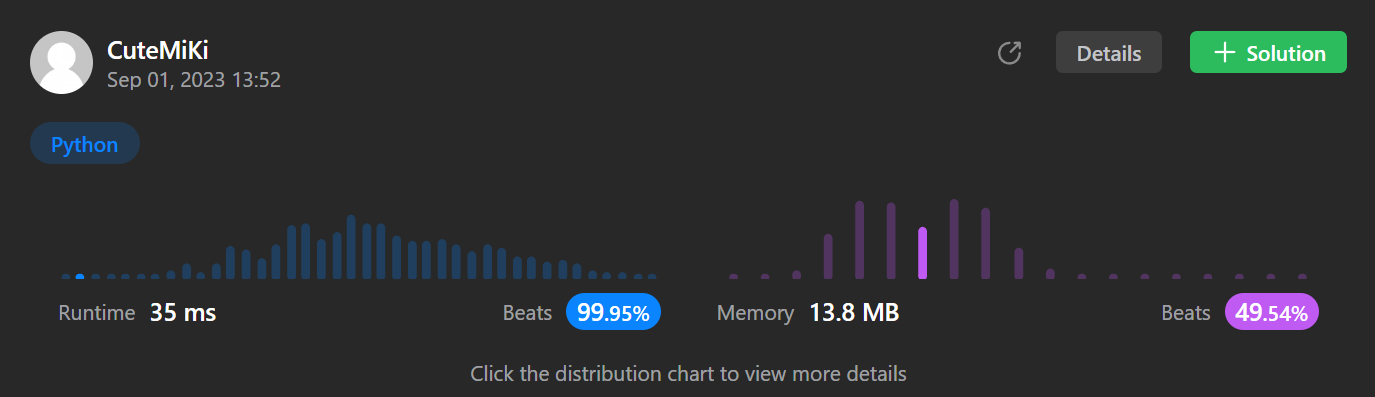 CuteMiKi
Sep 01, 2023 13:52
Details
+ Solution
Python
Runtime 35 ms Beats 99.95%
Memory 13.8 MB Beats 49.54%
Click the distribution chart to view more details